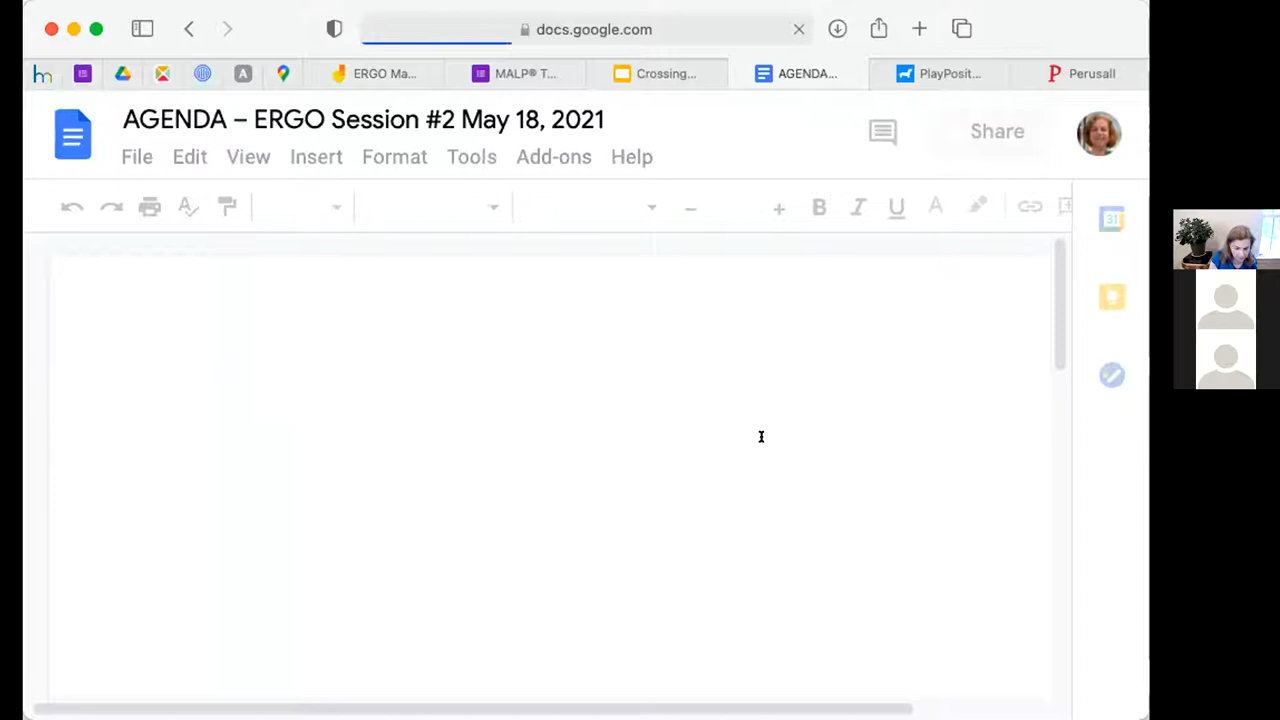 docs.google.com
ERGO Ma... MALP® T... Crossing... AGENDA... PlayPosit... Perusall
AGENDA – ERGO Session #2 May 18, 2021
Share
File Edit View Insert Format Tools Add-ons Help
B I U A
31